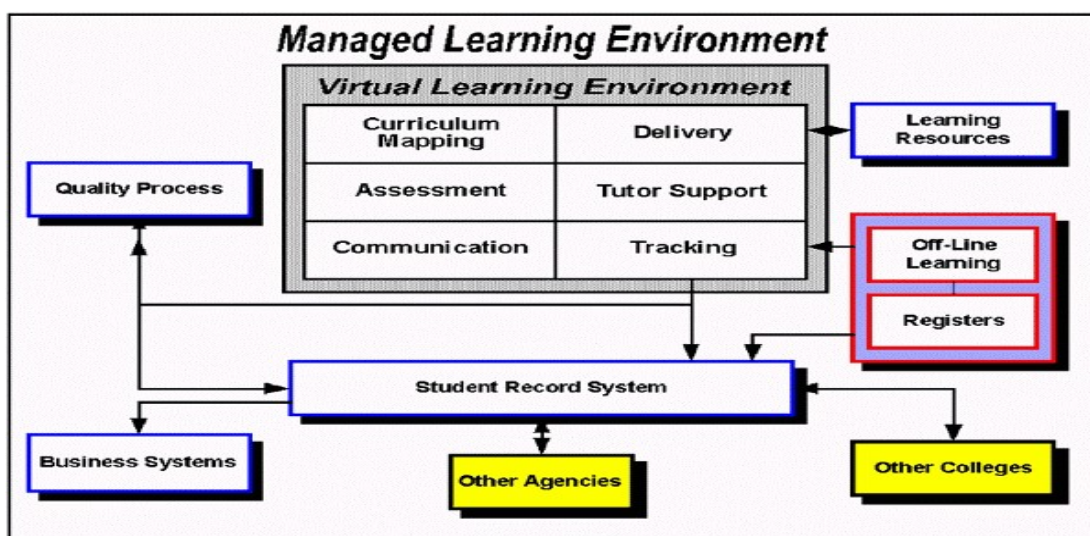 Managed Learning Environment
Virtual Learning Environment
Curriculum
Mapping
Delivery
Learning
Resources
Quality Process
Assessment
Tutor Support
Communication
Tracking
Off-Line
Learning
Registers
Student Record System
Business Systems
Other Agencies
Other Colleges